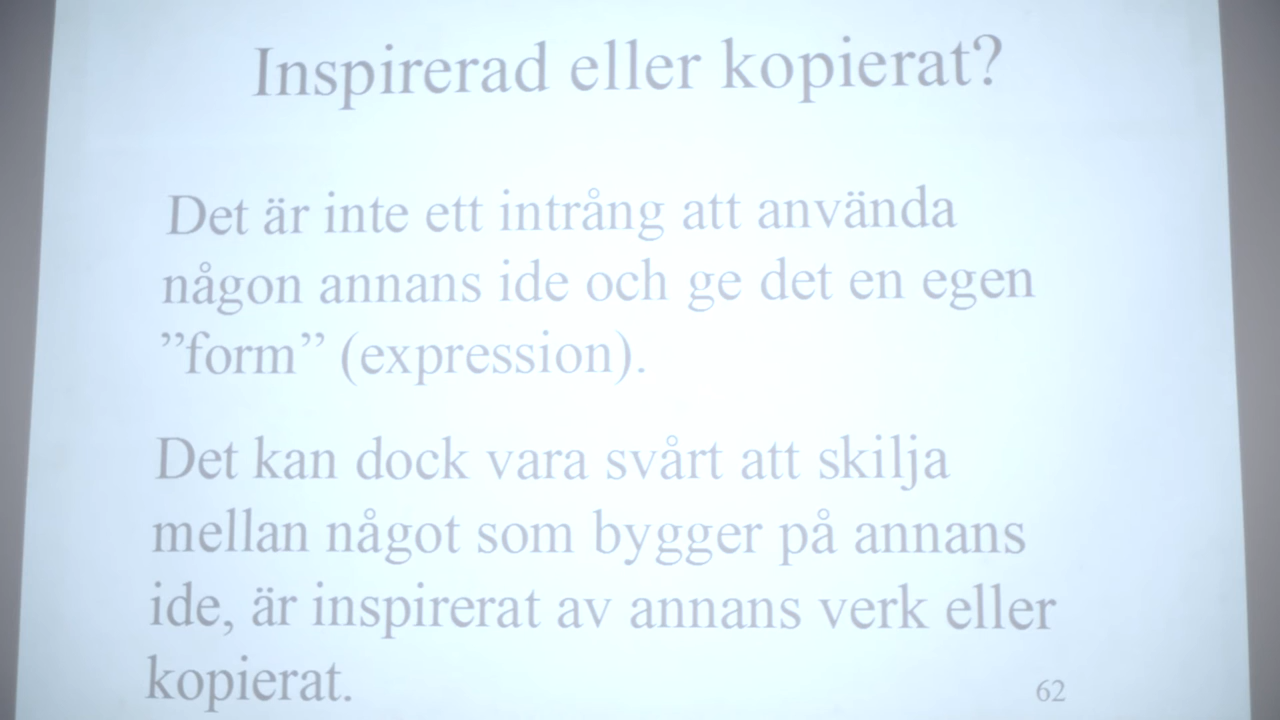 Inspirerad eller kopierat?
Det är inte ett intrång att använda
någon annans ide och ge det en egen
”form” (expression).
Det kan dock vara svårt att skilja
mellan något som bygger på annans
ide, är inspirerat av annans verk eller
kopierat.
62